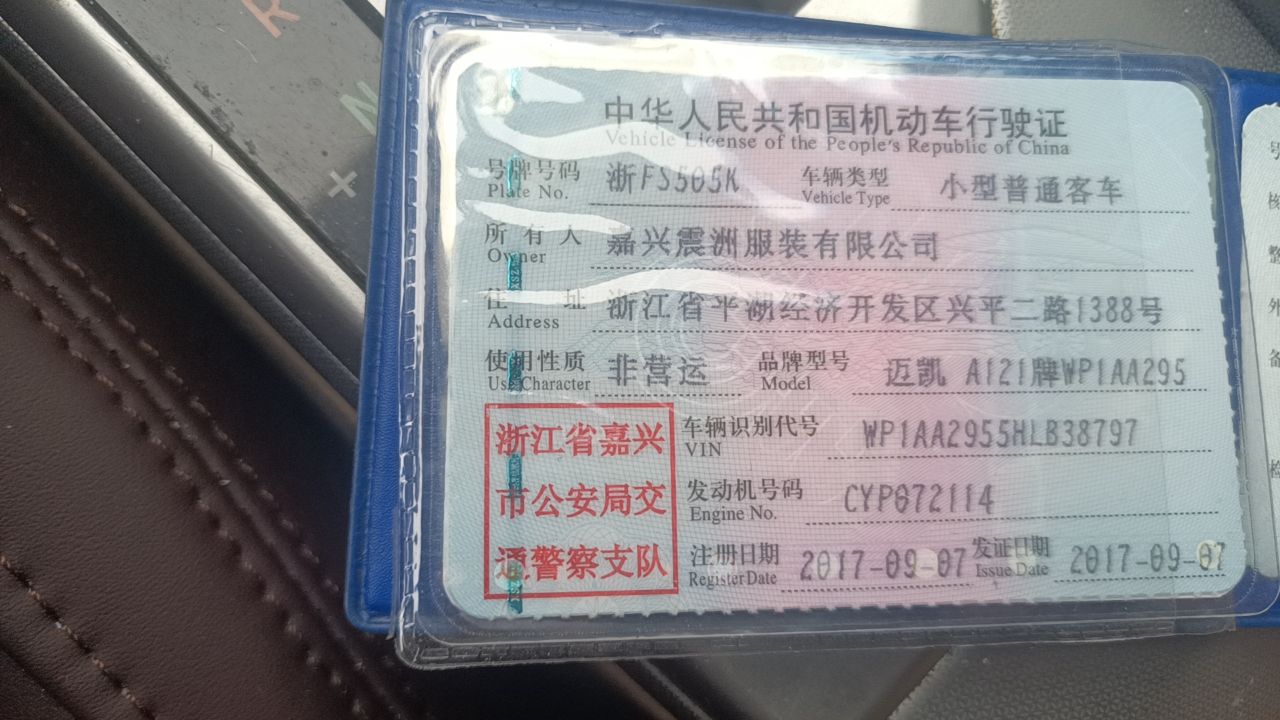 R
N
+
中华人民共和国机动车行驶证
Vehicle License of the People's Republic of China
号牌号码 浙FS505K 车辆类型 小型普通客车
Plate No. Vehicle Type
所有人 嘉兴震洲服装有限公司
Owner
住址 浙江省平湖经济开发区兴平二路1388号
Address
使用性质 非营运 品牌型号 迈凯 A121牌WP1AA295
Use Character Model
浙江省嘉兴 车辆识别代号 WP1AA2955HLB38797
VIN
市公安局交 发动机号码 CYP072114
Engine No.
通警察支队 注册日期 2017-09-07 发证日期 2017-09-07
Register Date Issue Date
号
核
整
外
备
检